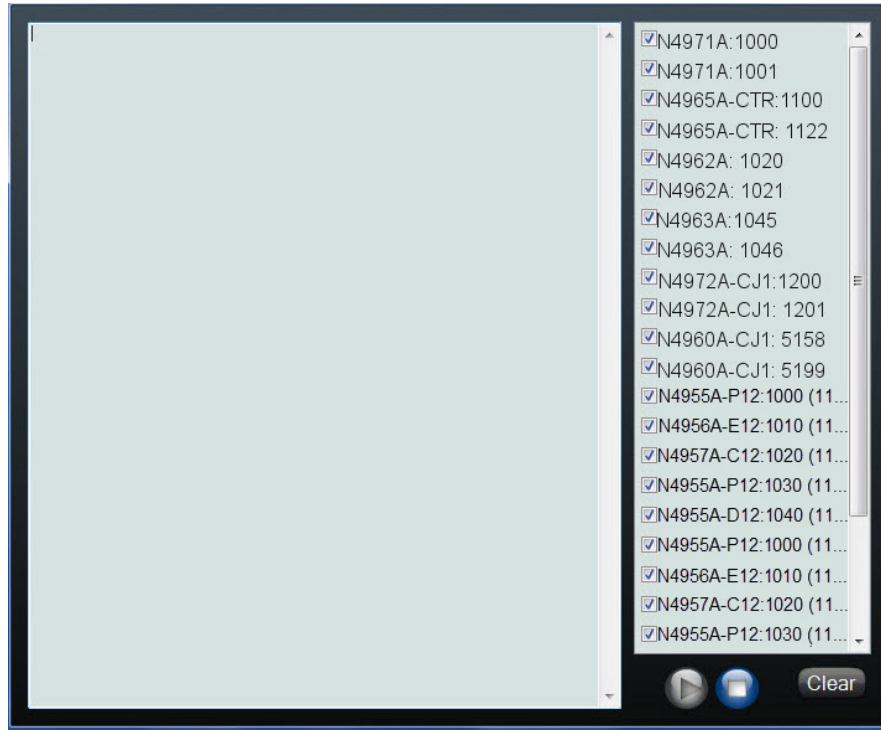 N4971A:1000
N4971A:1001
N4965A-CTR:1100
N4965A-CTR: 1122
N4962A: 1020
N4962A: 1021
N4963A:1045
N4963A: 1046
N4972A-CJ1:1200
N4972A-CJ1: 1201
N4960A-CJ1: 5158
N4960A-CJ1: 5199
N4955A-P12:1000 (11...
N4956A-E12:1010 (11...
N4957A-C12:1020 (11...
N4955A-P12:1030 (11...
N4955A-D12:1040 (11...
N4955A-P12:1000 (11...
N4956A-E12:1010 (11...
N4957A-C12:1020 (11...
N4955A-P12:1030 (11...
Clear